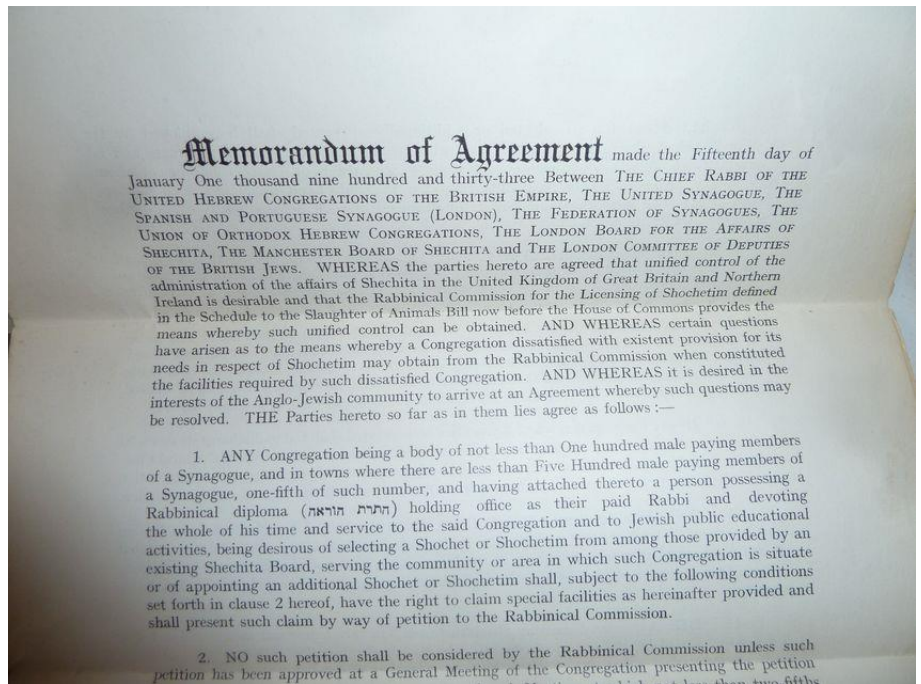 Memorandum of Agreement made the Fifteenth day of
January One thousand nine hundred and thirty-three Between THE CHIEF RABBI OF THE
UNITED HEBREW CONGREGATIONS OF THE BRITISH EMPIRE, THE UNITED SYNAGOGUE, THE
SPANISH AND PORTUGUESE SYNAGOGUE (LONDON), THE FEDERATION OF SYNAGOGUES, THE
UNION OF ORTHODOX HEBREW CONGREGATIONS, THE LONDON BOARD FOR THE AFFAIRS OF
SHECHITA, THE MANCHESTER BOARD OF SHECHITA and THE LONDON COMMITTEE OF DEPUTIES
OF THE BRITISH JEWS. WHEREAS the parties hereto are agreed that unified control of the
administration of the affairs of Shechita in the United Kingdom of Great Britain and Northern
Ireland is desirable and that the Rabbinical Commission for the Licensing of Shochetim defined
in the Schedule to the Slaughter of Animals Bill now before the House of Commons provides the
means whereby such unified control can be obtained. AND WHEREAS certain questions
have arisen as to the means whereby a Congregation dissatisfied with existent provision for its
needs in respect of Shochetim may obtain from the Rabbinical Commission when constituted
the facilities required by such dissatisfied Congregation. AND WHEREAS it is desired in the
interests of the Anglo-Jewish community to arrive at an Agreement whereby such questions may
be resolved. THE Parties hereto so far as in them lies agree as follows :—
1. ANY Congregation being a body of not less than One hundred male paying members
of a Synagogue, and in towns where there are less than Five Hundred male paying members of
a Synagogue, one-fifth of such number, and having attached thereto a person possessing a
Rabbinical diploma (התרת הוראה) holding office as their paid Rabbi and devoting
the whole of his time and service to the said Congregation and to Jewish public educational
activities, being desirous of selecting a Shochet or Shochetim from among those provided by an
existing Shechita Board, serving the community or area in which such Congregation is situate
or of appointing an additional Shochet or Shochetim shall, subject to the following conditions
set forth in clause 2 hereof, have the right to claim special facilities as hereinafter provided and
shall present such claim by way of petition to the Rabbinical Commission.
2. NO such petition shall be considered by the Rabbinical Commission unless such
petition has been approved at a General Meeting of the Congregation presenting the petition
less than two fifths